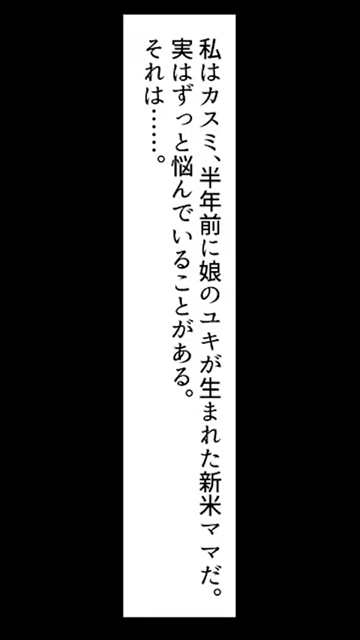 私はカスミ、半年前に娘のユキが生まれた新米ママだ。
実はずっと悩んでいることがある。
それは……。